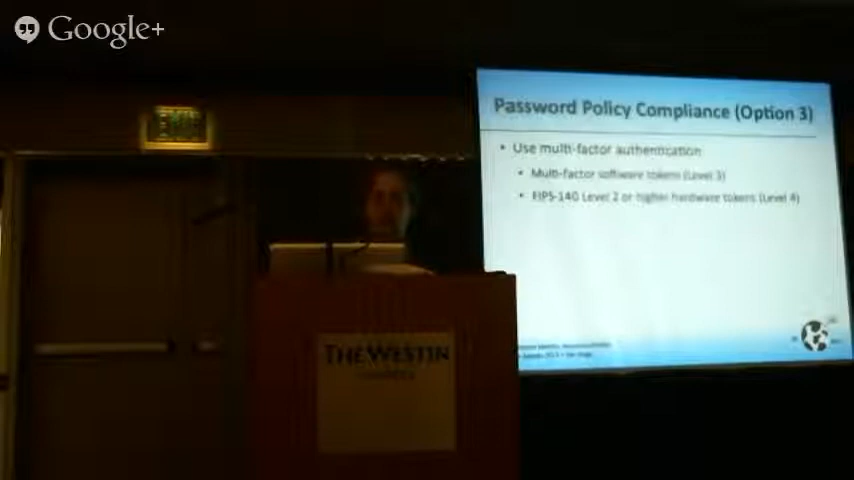 Google+
EXIT
Password Policy Compliance (Option 3)
• Use multi-factor authentication
• Multi-factor software tokens (Level 3)
• FIPS-140 Level 2 or higher hardware tokens (Level 4)
THE WESTIN